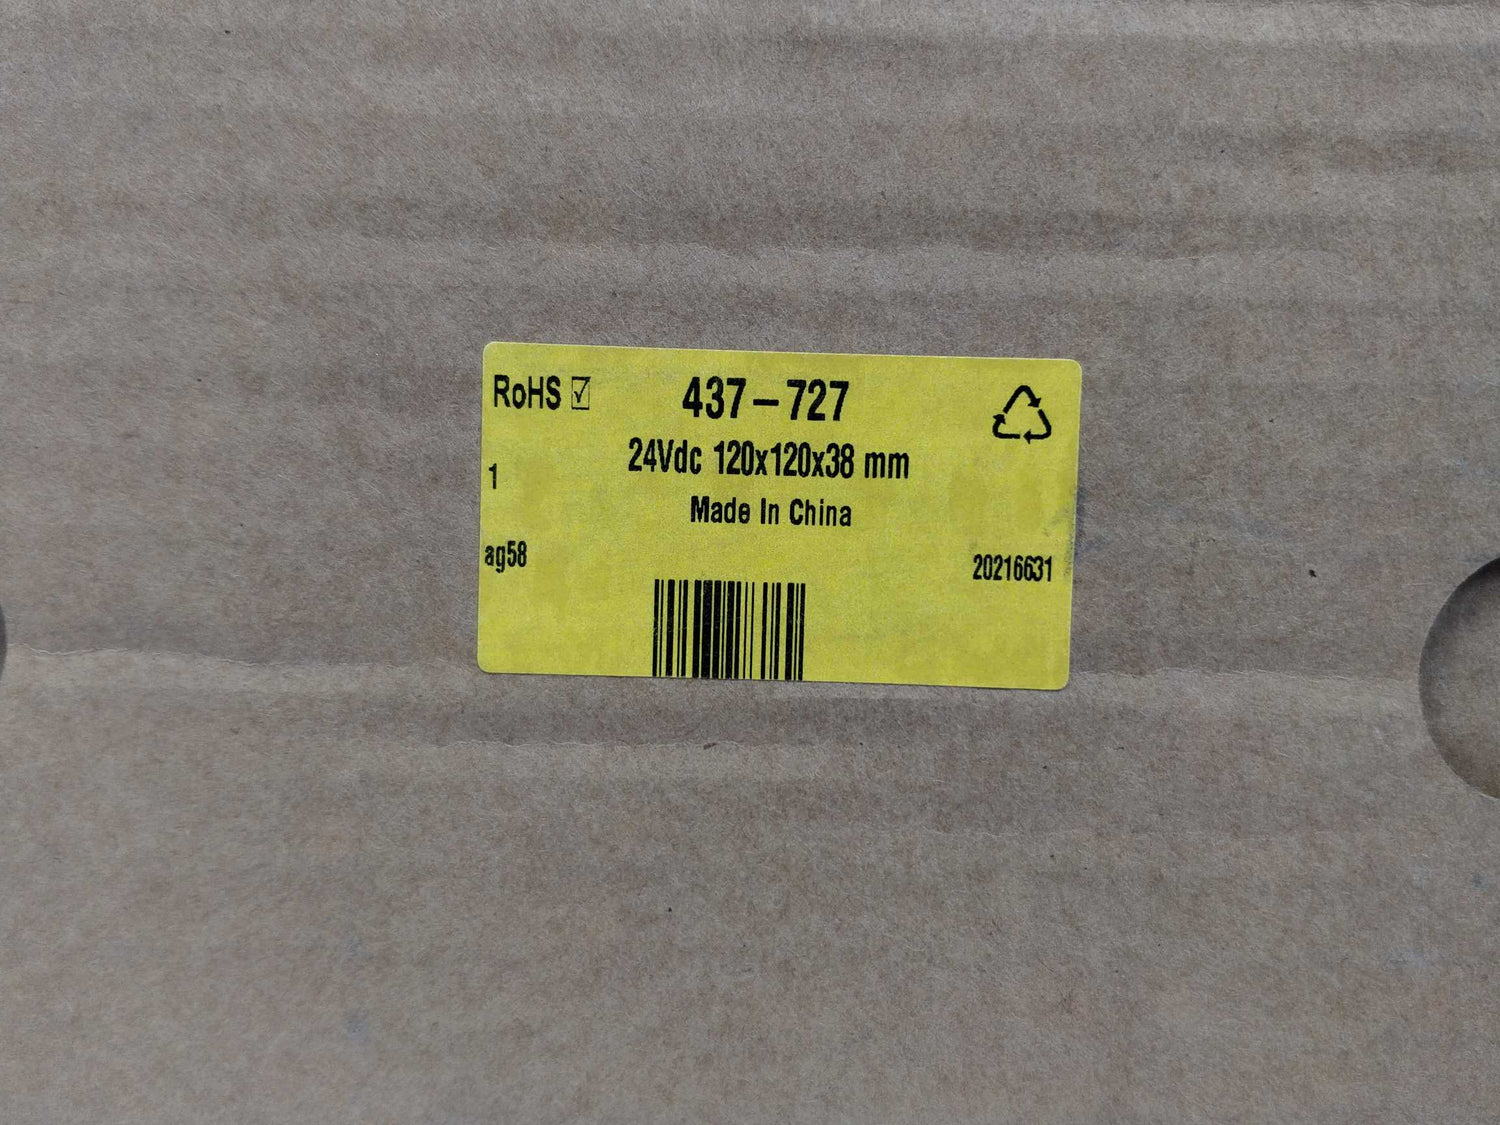 RoHS ☑ 437-727
24Vdc 120x120x38 mm
1
Made In China
ag58
20216631